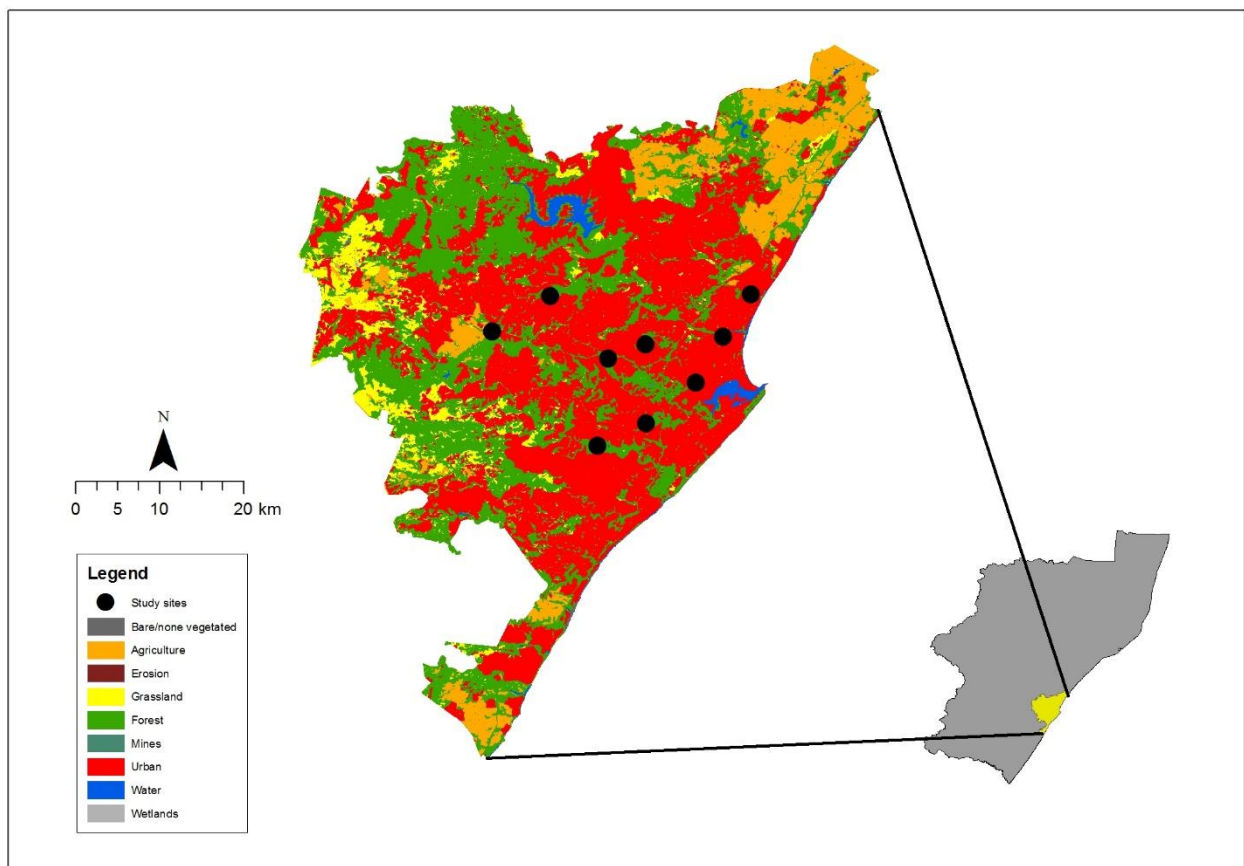 N
0 5 10 20 km
Legend
Study sites
Bare/none vegetated
Agriculture
Erosion
Grassland
Forest
Mines
Urban
Water
Wetlands